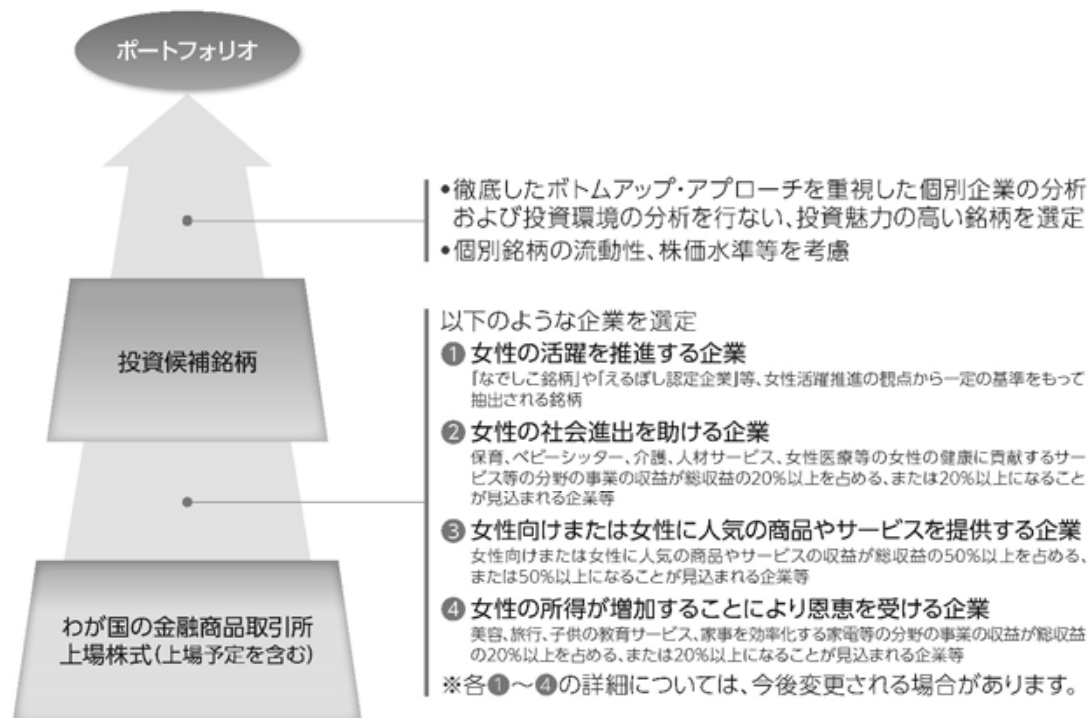 ポートフォリオ
•徹底したボトムアップ・アプローチを重視した個別企業の分析
および投資環境の分析を行ない、投資魅力の高い銘柄を選定
•個別銘柄の流動性、株価水準等を考慮
投資候補銘柄
以下のような企業を選定
❶女性の活躍を推進する企業
「なでしこ銘柄」や「えるぼし認定企業」等、女性活躍推進の観点から一定の基準をもって
抽出される銘柄
❷女性の社会進出を助ける企業
保育、ベビーシッター、介護、人材サービス、女性医療等の女性の健康に貢献するサー
ビス等の分野の事業の収益が総収益の20%以上を占める、または20%以上になること
が見込まれる企業等
❸女性向けまたは女性に人気の商品やサービスを提供する企業
女性向けまたは女性に人気の商品やサービスの収益が総収益の50%以上を占める、
または50%以上になることが見込まれる企業等
❹女性の所得が増加することにより恩恵を受ける企業
美容、旅行、子供の教育サービス、家事を効率化する家電等の分野の事業の収益が総収益
の20%以上を占める、または20%以上になることが見込まれる企業等
※各❶〜❹の詳細については、今後変更される場合があります。
わが国の金融商品取引所
上場株式(上場予定を含む)